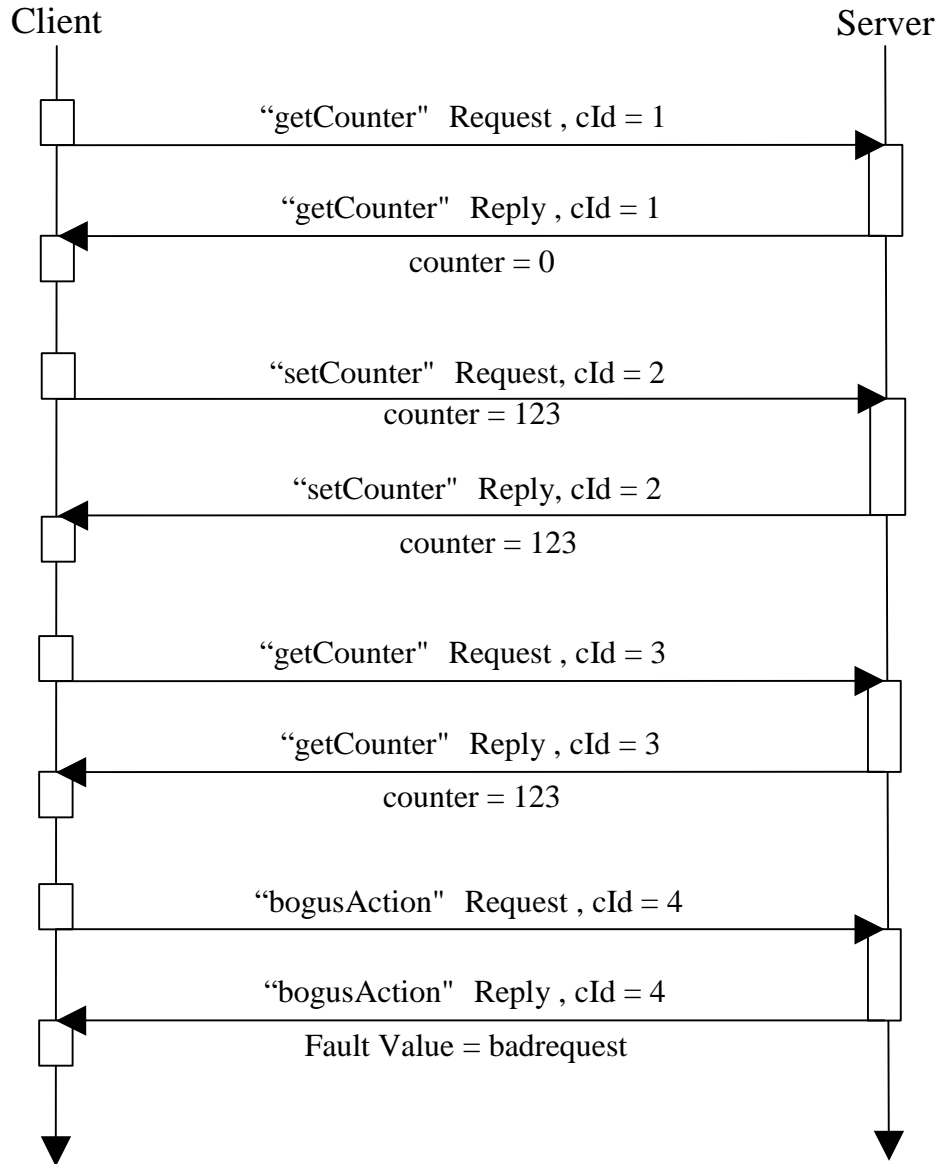 Client
Server
“getCounter" Request , cId = 1
“getCounter" Reply , cId = 1
counter = 0
“setCounter" Request, cId = 2
counter = 123
“setCounter" Reply, cId = 2
counter = 123
“getCounter" Request , cId = 3
“getCounter" Reply , cId = 3
counter = 123
“bogusAction" Request , cId = 4
“bogusAction" Reply , cId = 4
Fault Value = badrequest